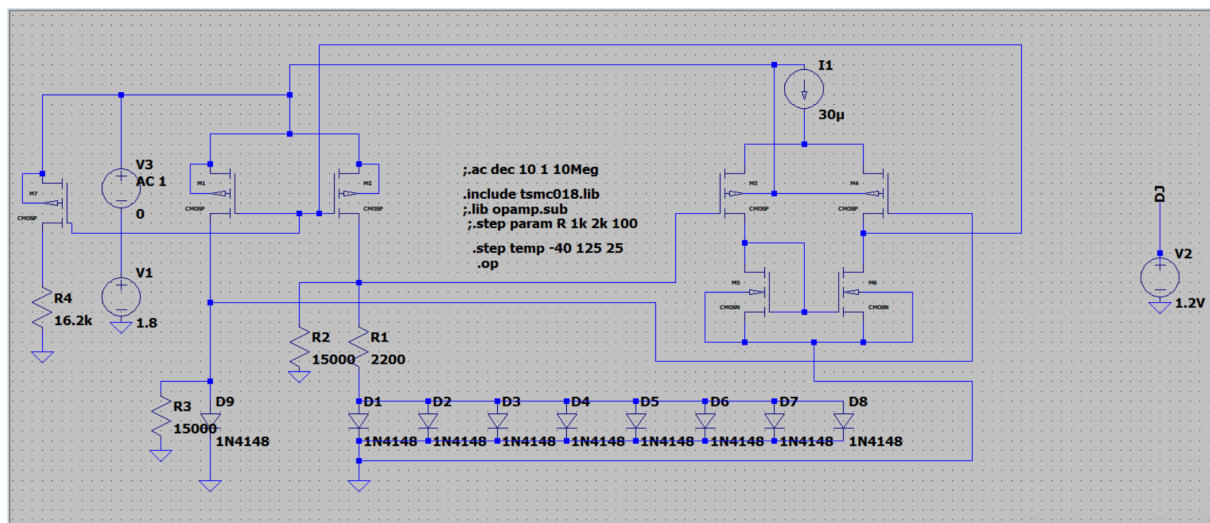 I1
30µ
V3
AC 1
0
M7
CMOSP
M1
CMOSP
M2
CMOSP
;.ac dec 10 1 10Meg
.include tsmc018.lib
;.lib opamp.sub
;.step param R 1k 2k 100
.step temp -40 125 25
.op
M3
CMOSP
M4
CMOSP
DJ
V2
1.2V
V1
1.8
R4
16.2k
M5
CMOSN
M6
CMOSN
R2
15000
R1
2200
R3
15000
D9
1N4148
D1
1N4148
D2
1N4148
D3
1N4148
D4
1N4148
D5
1N4148
D6
1N4148
D7
1N4148
D8
1N4148